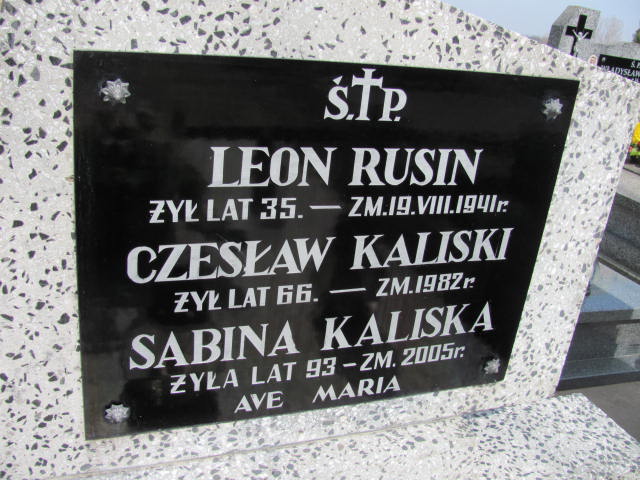 Ś.†P.
LEON RUSIN
ŻYŁ LAT 35. — ZM.19.VIII.1941r.
CZESŁAW KALISKI
ŻYŁ LAT 66. — ZM.1982r.
SABINA KALISKA
ŻYŁA LAT 93 – ZM. 2005r.
AVE MARIA
WŁADYSŁAW